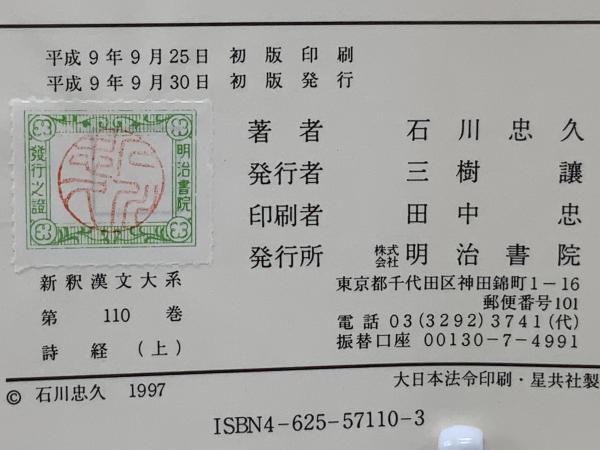 平成9年9月25日 初版印刷
平成9年9月30日 初版発行
明治書院
發行之證
新釈漢文大系
第 110 巻
詩経(上)
著者 石川忠久
発行者 三樹讓
印刷者 田中忠
発行所 株式会社 明治書院
東京都千代田区神田錦町1-16
郵便番号101
電話 03(3292)3741(代)
振替口座 00130-7-4991
© 石川忠久 1997
大日本法令印刷・星共社製
ISBN4-625-57110-3